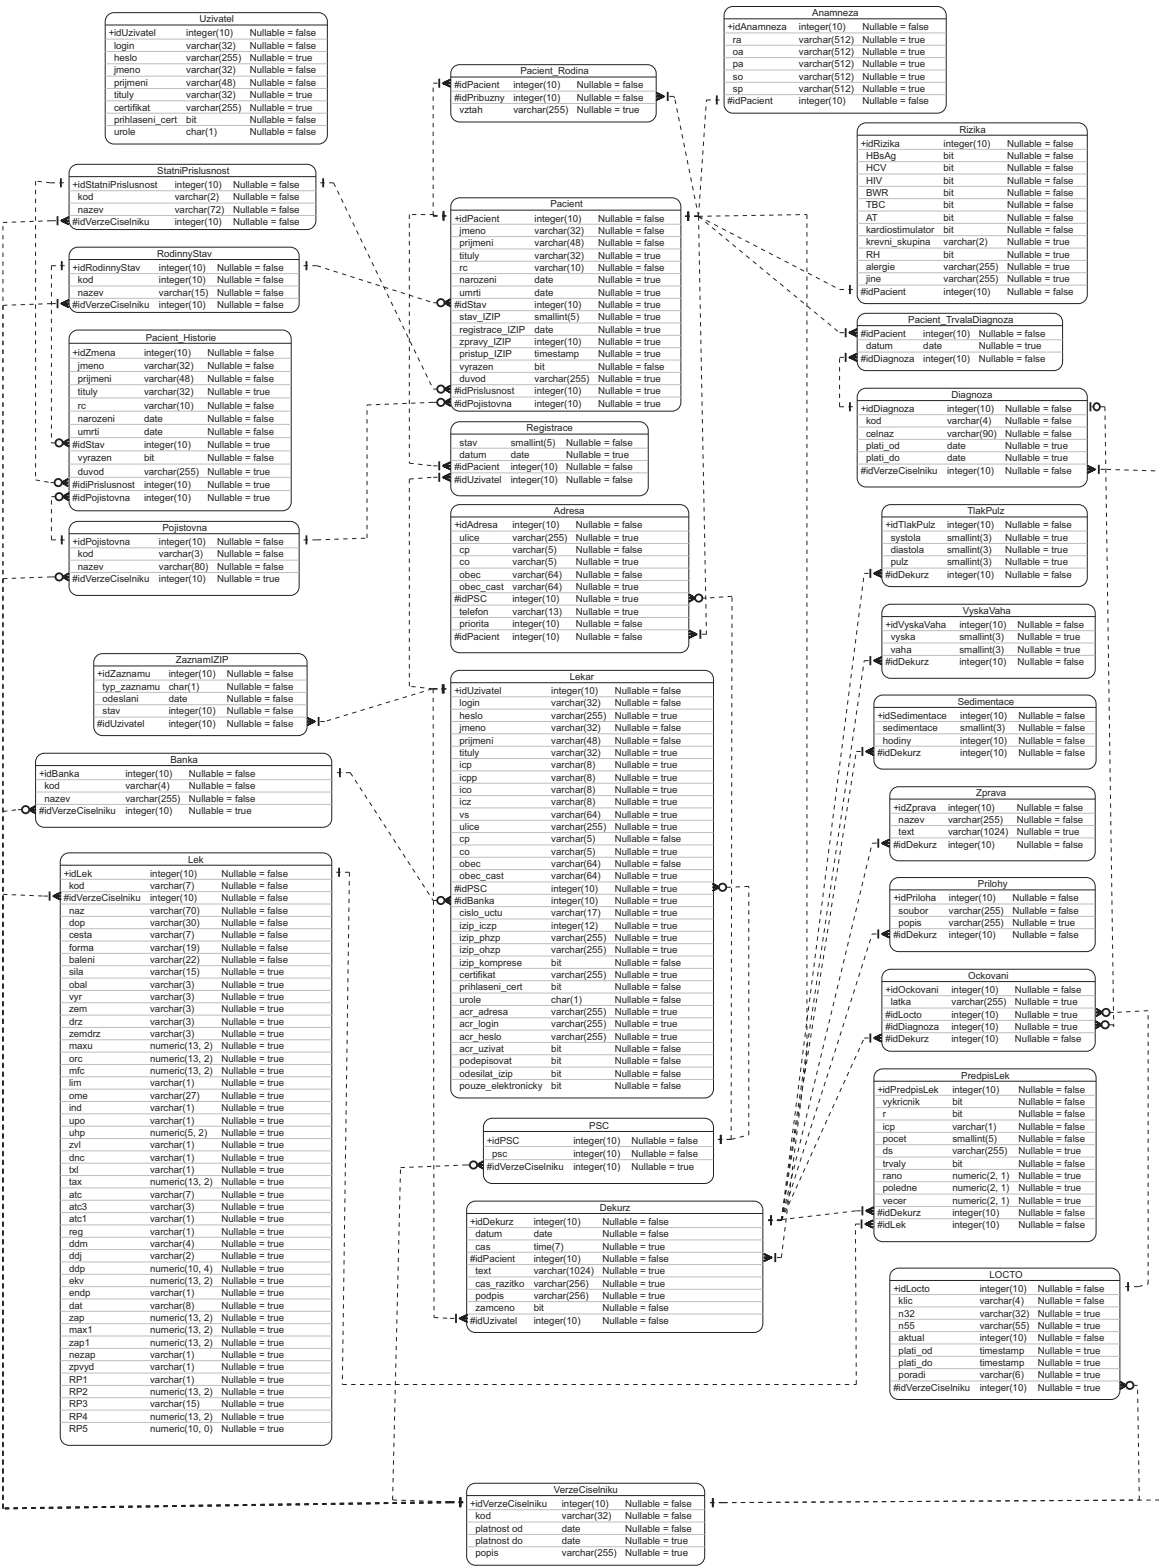 Uzivatel
+idUzivatel integer(10) Nullable = false
login varchar(32) Nullable = false
heslo varchar(255) Nullable = true
jmeno varchar(32) Nullable = false
prijmeni varchar(48) Nullable = false
tituly varchar(32) Nullable = true
certifikat varchar(255) Nullable = true
prihlaseni_cert bit Nullable = false
urole char(1) Nullable = false
StatniPrislusnost
+idStatniPrislusnost integer(10) Nullable = false
kod varchar(2) Nullable = false
nazev varchar(72) Nullable = false
#idVerzeCiselniku integer(10) Nullable = false
RodinnyStav
+idRodinnyStav integer(10) Nullable = false
kod integer(10) Nullable = false
nazev varchar(15) Nullable = false
#idVerzeCiselniku integer(10) Nullable = false
Pacient_Historie
+idZmena integer(10) Nullable = false
jmeno varchar(32) Nullable = false
prijmeni varchar(48) Nullable = false
tituly varchar(32) Nullable = true
rc varchar(10) Nullable = false
narozeni date Nullable = false
umrti date Nullable = false
#idStav integer(10) Nullable = true
vyrazen bit Nullable = false
duvod varchar(255) Nullable = true
#idiPrislusnost integer(10) Nullable = true
#idPojistovna integer(10) Nullable = true
Pojistovna
+idPojistovna integer(10) Nullable = false
kod varchar(3) Nullable = false
nazev varchar(80) Nullable = false
#idVerzeCiselniku integer(10) Nullable = true
ZaznamIZIP
+idZaznamu integer(10) Nullable = false
typ_zaznamu char(1) Nullable = false
odeslani date Nullable = false
stav integer(10) Nullable = false
#idUzivatel integer(10) Nullable = false
Banka
+idBanka integer(10) Nullable = false
kod varchar(4) Nullable = false
nazev varchar(255) Nullable = false
#idVerzeCiselniku integer(10) Nullable = true
Lek
+idLek integer(10) Nullable = false
kod varchar(7) Nullable = false
#idVerzeCiselniku integer(10) Nullable = false
naz varchar(70) Nullable = false
dop varchar(30) Nullable = false
cesta varchar(7) Nullable = false
forma varchar(19) Nullable = false
baleni varchar(22) Nullable = false
sila varchar(15) Nullable = true
obal varchar(3) Nullable = true
vyr varchar(3) Nullable = true
zem varchar(3) Nullable = true
drz varchar(3) Nullable = true
zemdrz varchar(3) Nullable = true
maxu numeric(13, 2) Nullable = true
orc numeric(13, 2) Nullable = true
mfc numeric(13, 2) Nullable = true
lim varchar(1) Nullable = true
ome varchar(27) Nullable = true
ind varchar(1) Nullable = true
upo varchar(1) Nullable = true
uhp numeric(5, 2) Nullable = true
zvl varchar(1) Nullable = true
dnc varchar(1) Nullable = true
txl varchar(1) Nullable = true
tax numeric(13, 2) Nullable = true
atc varchar(7) Nullable = true
atc3 varchar(3) Nullable = true
atc1 varchar(1) Nullable = true
reg varchar(1) Nullable = true
ddm varchar(4) Nullable = true
ddj varchar(2) Nullable = true
ddp numeric(10, 4) Nullable = true
ekv numeric(13, 2) Nullable = true
endp varchar(1) Nullable = true
dat varchar(8) Nullable = true
zap numeric(13, 2) Nullable = true
max1 numeric(13, 2) Nullable = true
zap1 numeric(13, 2) Nullable = true
nezap varchar(1) Nullable = true
zpvyd varchar(1) Nullable = true
RP1 varchar(1) Nullable = true
RP2 numeric(13, 2) Nullable = true
RP3 varchar(15) Nullable = true
RP4 numeric(13, 2) Nullable = true
RP5 numeric(10, 0) Nullable = true
Pacient_Rodina
#idPacient integer(10) Nullable = false
#idPribuzny integer(10) Nullable = false
vztah varchar(255) Nullable = true
Pacient
+idPacient integer(10) Nullable = false
jmeno varchar(32) Nullable = false
prijmeni varchar(48) Nullable = true
tituly varchar(32) Nullable = true
rc varchar(10) Nullable = false
narozeni date Nullable = true
umrti date Nullable = true
#idStav integer(10) Nullable = true
stav_IZIP smallint(5) Nullable = true
registrace_IZIP date Nullable = true
zpravy_IZIP integer(10) Nullable = true
pristup_IZIP timestamp Nullable = true
vyrazen bit Nullable = false
duvod varchar(255) Nullable = true
#idPrislusnost integer(10) Nullable = true
#idPojistovna integer(10) Nullable = true
Registrace
stav smallint(5) Nullable = false
datum date Nullable = true
#idPacient integer(10) Nullable = false
#idUzivatel integer(10) Nullable = false
Adresa
+idAdresa integer(10) Nullable = false
ulice varchar(255) Nullable = true
cp varchar(5) Nullable = false
co varchar(5) Nullable = true
obec varchar(64) Nullable = false
obec_cast varchar(64) Nullable = true
#idPSC integer(10) Nullable = true
telefon varchar(13) Nullable = true
priorita integer(10) Nullable = true
#idPacient integer(10) Nullable = false
Lekar
+idUzivatel integer(10) Nullable = false
login varchar(32) Nullable = false
heslo varchar(255) Nullable = true
jmeno varchar(32) Nullable = false
prijmeni varchar(48) Nullable = false
tituly varchar(32) Nullable = true
icp varchar(8) Nullable = true
icpp varchar(8) Nullable = true
ico varchar(8) Nullable = true
icz varchar(8) Nullable = true
vs varchar(64) Nullable = true
ulice varchar(255) Nullable = true
cp varchar(5) Nullable = true
co varchar(5) Nullable = true
obec varchar(64) Nullable = true
obec_cast varchar(64) Nullable = true
#idPSC integer(10) Nullable = true
#idBanka integer(10) Nullable = true
cislo_uctu varchar(17) Nullable = true
izip_iczp integer(12) Nullable = true
izip_phzp varchar(255) Nullable = true
izip_ohzp varchar(255) Nullable = true
izip_komprese bit Nullable = false
certifikat varchar(255) Nullable = true
prihlaseni_cert bit Nullable = false
urole char(1) Nullable = false
acr_adresa varchar(255) Nullable = true
acr_login varchar(255) Nullable = true
acr_heslo varchar(255) Nullable = true
acr_uzivat bit Nullable = false
podepisovat bit Nullable = false
odesilat_izip bit Nullable = false
pouze_elektronicky bit Nullable = false
PSC
+idPSC integer(10) Nullable = false
psc integer(10) Nullable = false
#idVerzeCiselniku integer(10) Nullable = true
Dekurz
+idDekurz integer(10) Nullable = false
datum date Nullable = false
cas time(7) Nullable = true
#idPacient integer(10) Nullable = false
text varchar(1024) Nullable = true
cas_razitko varchar(256) Nullable = true
podpis varchar(256) Nullable = true
zamceno bit Nullable = false
#idUzivatel integer(10) Nullable = false
VerzeCiselniku
+idVerzeCiselniku integer(10) Nullable = false
kod varchar(32) Nullable = false
platnost od date Nullable = true
platnost do date Nullable = true
popis varchar(255) Nullable = true
Anamneza
+idAnamneza integer(10) Nullable = false
ra varchar(512) Nullable = true
oa varchar(512) Nullable = true
pa varchar(512) Nullable = true
so varchar(512) Nullable = true
sp varchar(512) Nullable = true
#idPacient integer(10) Nullable = false
Rizika
+idRizika integer(10) Nullable = false
HBsAg bit Nullable = false
HCV bit Nullable = false
HIV bit Nullable = false
BWR bit Nullable = false
TBC bit Nullable = false
AT bit Nullable = false
kardiostimulator bit Nullable = false
krevni_skupina varchar(2) Nullable = true
RH bit Nullable = false
alergie varchar(255) Nullable = true
jine varchar(255) Nullable = true
#idPacient integer(10) Nullable = false
Pacient_TrvalaDiagnoza
#idPacient integer(10) Nullable = false
datum date Nullable = true
#idDiagnoza integer(10) Nullable = false
Diagnoza
+idDiagnoza integer(10) Nullable = false
kod varchar(4) Nullable = false
celnaz varchar(90) Nullable = false
plati_od date Nullable = true
plati_do date Nullable = true
#idVerzeCiselniku integer(10) Nullable = false
TlakPulz
+idTlakPulz integer(10) Nullable = false
systola smallint(3) Nullable = true
diastola smallint(3) Nullable = true
pulz smallint(3) Nullable = true
#idDekurz integer(10) Nullable = false
VyskaVaha
+idVyskaVaha integer(10) Nullable = false
vyska smallint(3) Nullable = true
vaha smallint(3) Nullable = true
#idDekurz integer(10) Nullable = false
Sedimentace
+idSedimentace integer(10) Nullable = false
sedimentace smallint(3) Nullable = false
hodiny integer(10) Nullable = false
#idDekurz integer(10) Nullable = false
Zprava
+idZprava integer(10) Nullable = false
nazev varchar(255) Nullable = false
text varchar(1024) Nullable = true
#idDekurz integer(10) Nullable = false
Prilohy
+idPriloha integer(10) Nullable = false
soubor varchar(255) Nullable = false
popis varchar(255) Nullable = true
#idDekurz integer(10) Nullable = false
Ockovani
+idOckovani integer(10) Nullable = false
latka varchar(255) Nullable = true
#idLocto integer(10) Nullable = true
#idDiagnoza integer(10) Nullable = true
#idDekurz integer(10) Nullable = false
PredpisLek
+idPredpisLek integer(10) Nullable = false
vykricnik bit Nullable = false
r bit Nullable = false
icp varchar(1) Nullable = false
pocet smallint(5) Nullable = false
ds varchar(255) Nullable = true
trvaly bit Nullable = false
rano numeric(2, 1) Nullable = true
poledne numeric(2, 1) Nullable = true
vecer numeric(2, 1) Nullable = true
#idDekurz integer(10) Nullable = false
#idLek integer(10) Nullable = false
LOCTO
+idLocto integer(10) Nullable = false
klic varchar(4) Nullable = false
n32 varchar(32) Nullable = true
n55 varchar(55) Nullable = true
aktual integer(10) Nullable = false
plati_od timestamp Nullable = true
plati_do timestamp Nullable = true
poradi varchar(6) Nullable = true
#idVerzeCiselniku integer(10) Nullable = true